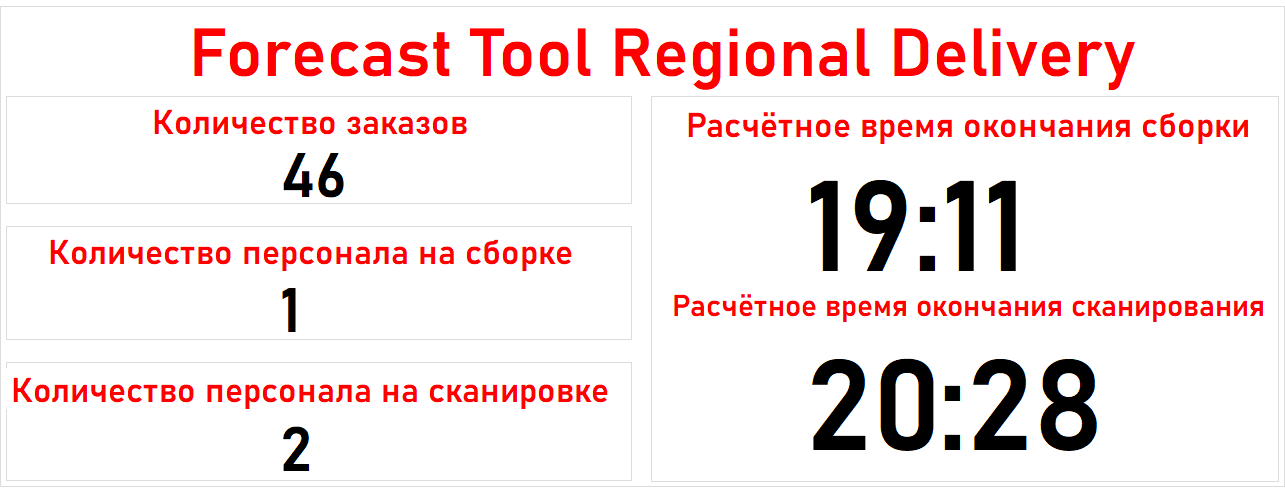 Forecast Tool Regional Delivery
Количество заказов
46
Количество персонала на сборке
1
Количество персонала на сканировке
2
Расчётное время окончания сборки
19:11
Расчётное время окончания сканирования
20:28